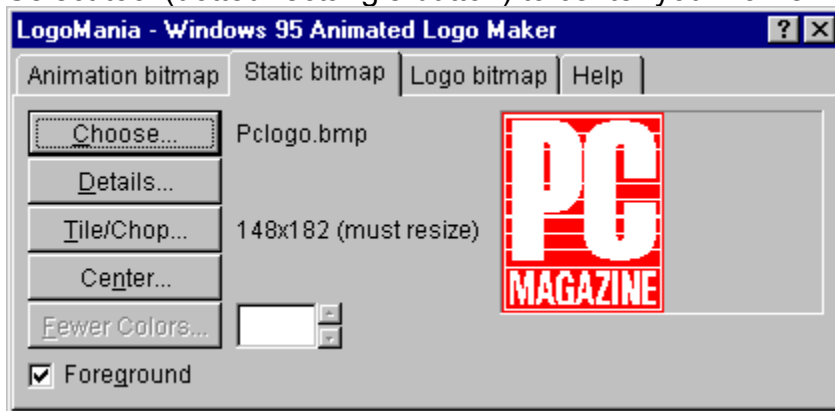 LogoMania - Windows 95 Animated Logo Maker
Animation bitmap Static bitmap Logo bitmap Help
Choose... Pclogo.bmp
Details...
Tile/Chop... 148x182 (must resize)
Center...
Fewer Colors...
Foreground
PC
MAGAZINE